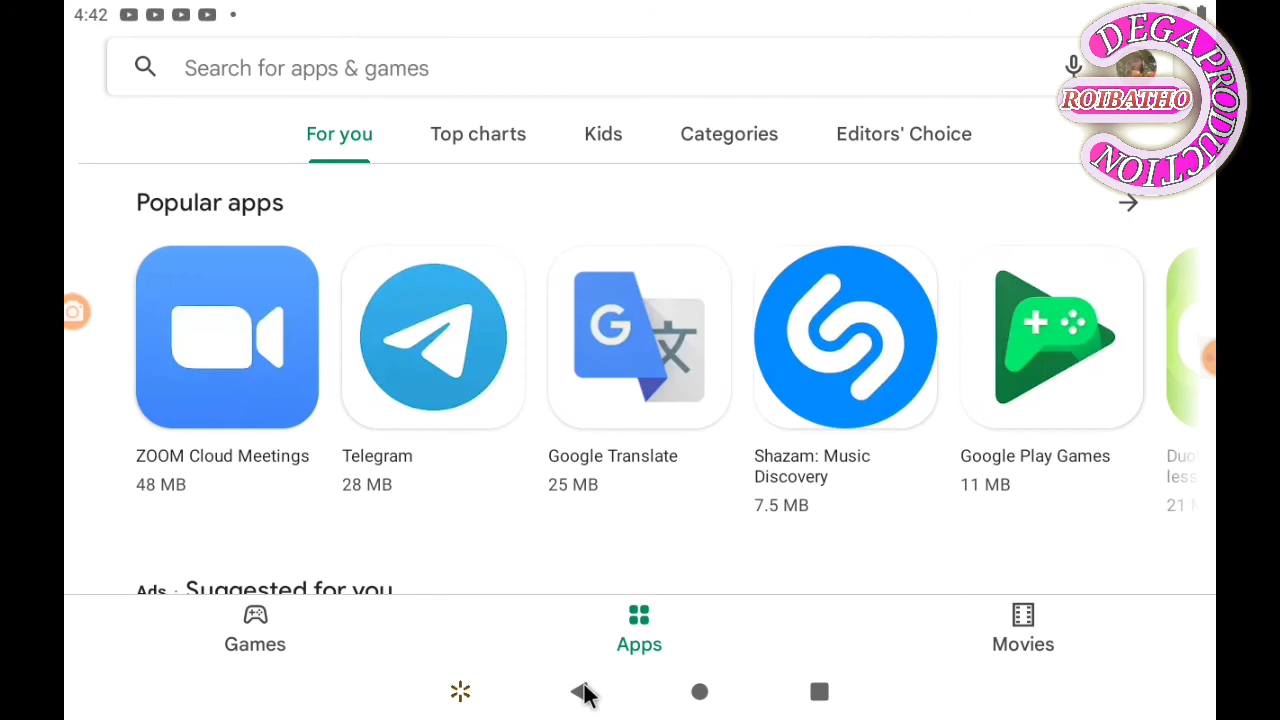 4:42
Search for apps & games
DEGA PRODUCTION
ROIBATHO
For you
Top charts
Kids
Categories
Editors' Choice
Popular apps
ZOOM Cloud Meetings
48 MB
Telegram
28 MB
Google Translate
25 MB
Shazam: Music
Discovery
7.5 MB
Google Play Games
11 MB
Ads · Suggested for you
Games
Apps
Movies